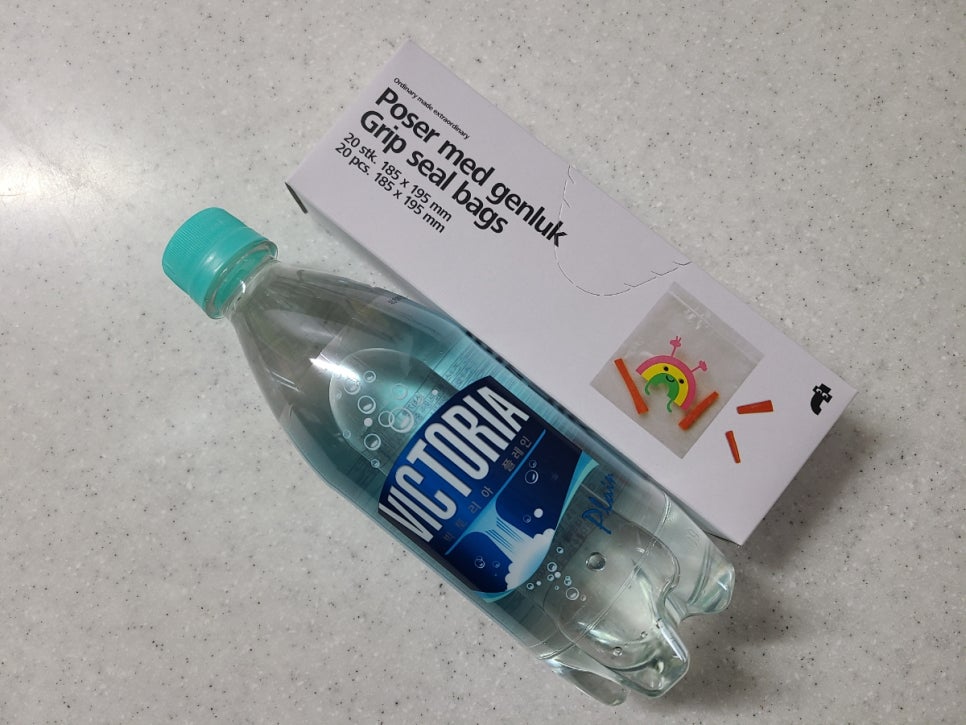 Ordinary made extraordinary
Poser med genluk
Grip seal bags
20 stk. 185 x 195 mm
20 pcs. 185 x 195 mm
VICTORIA
빅토리아 플레인
Plain